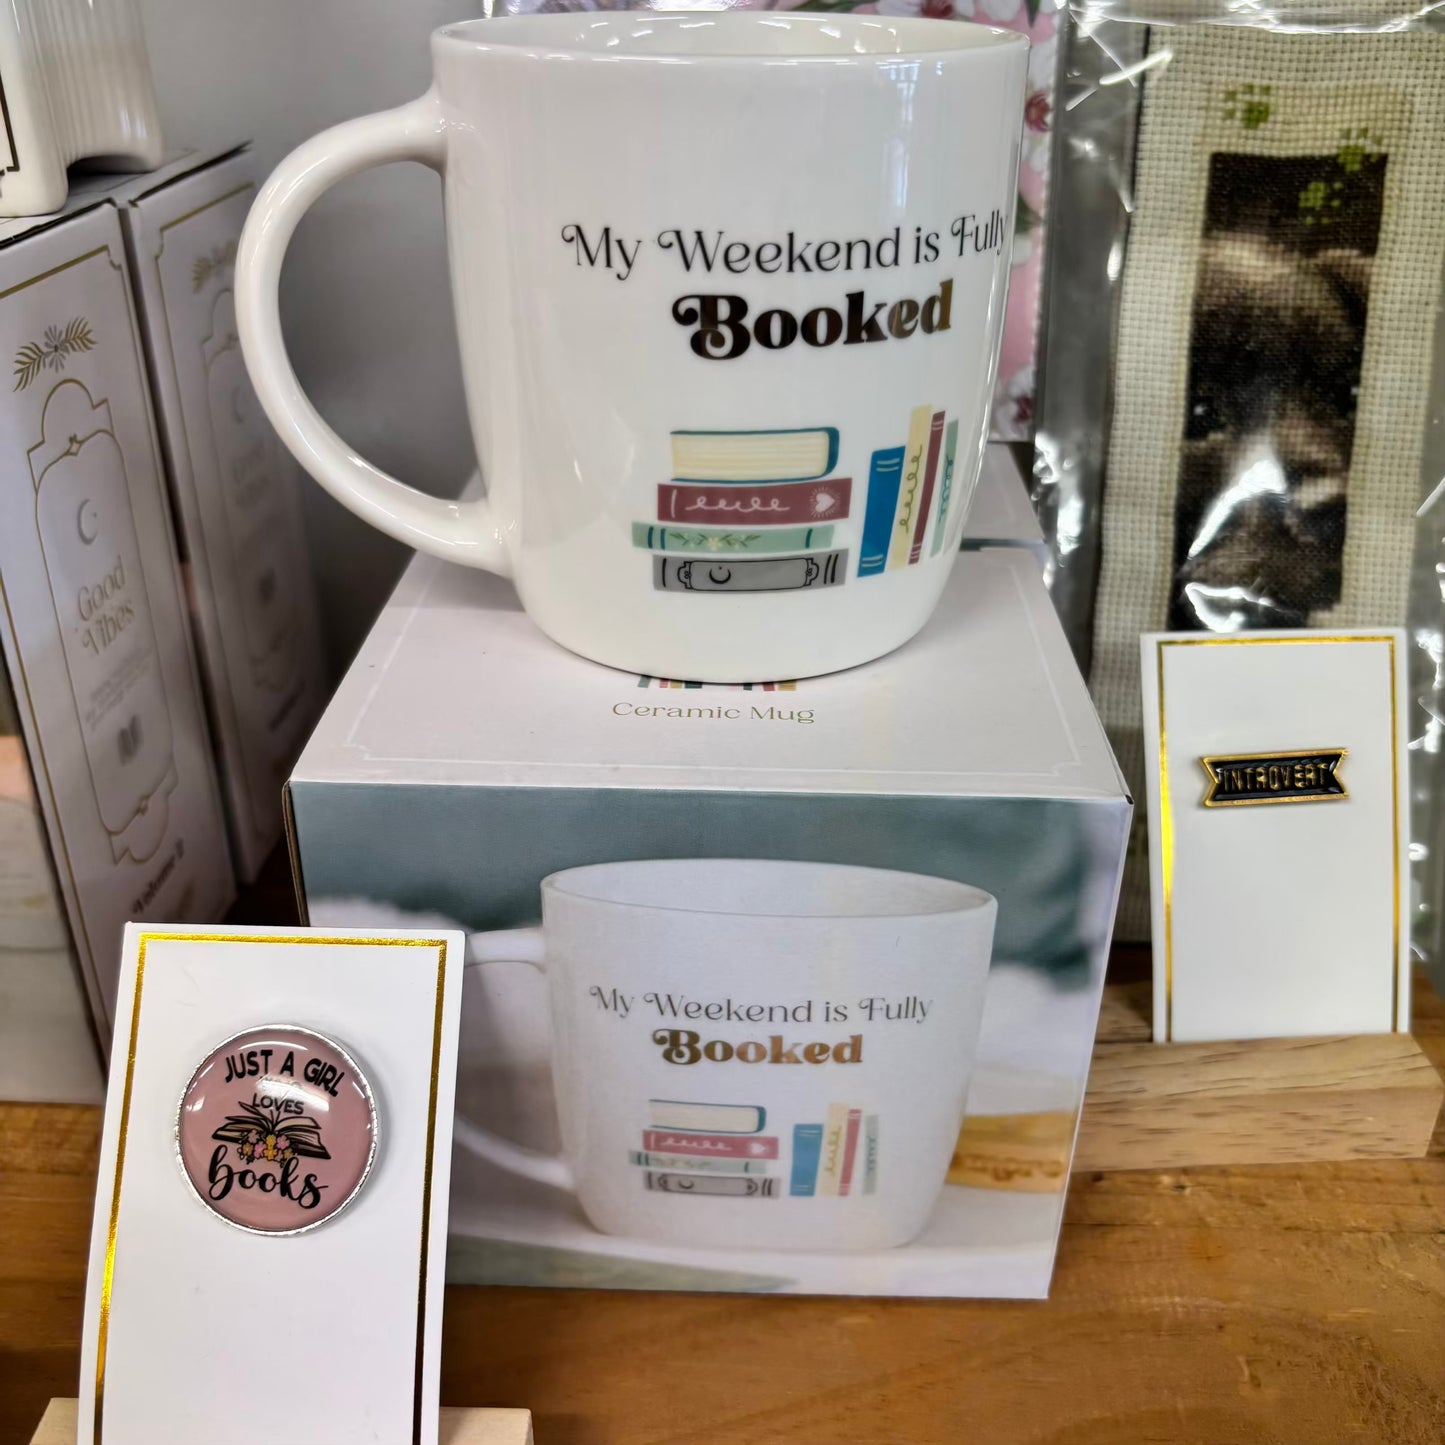 My Weekend is Fully
Booked
Ceramic Mug
My Weekend is Fully
Booked
Good
Vibes
JUST A GIRL
WHO
LOVES
books
INTROVERT